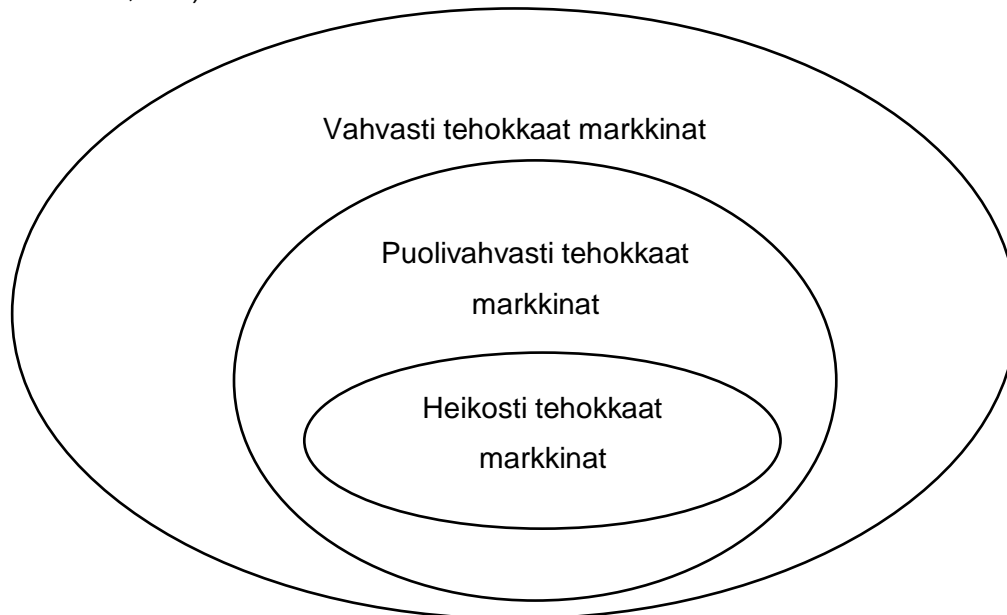 Vahvasti tehokkaat markkinat
Puolivahvasti tehokkaat
markkinat
Heikosti tehokkaat
markkinat